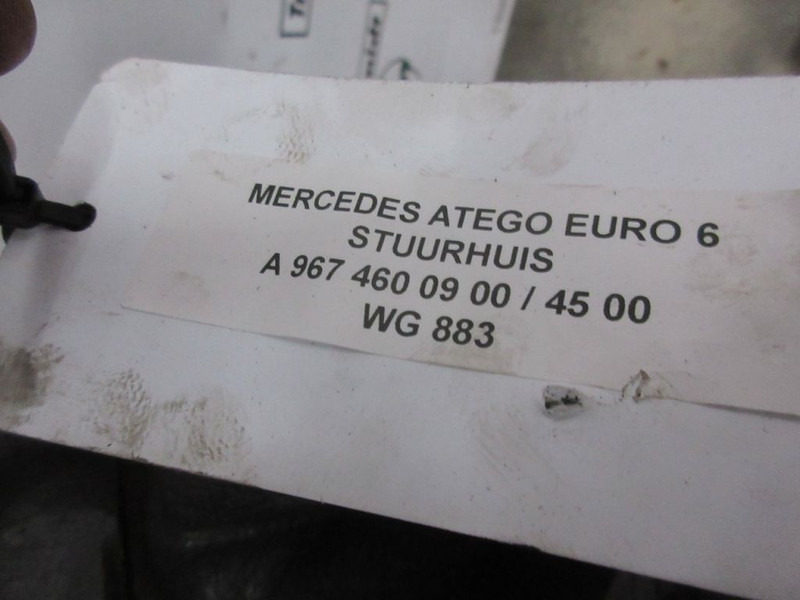 MERCEDES ATEGO EURO 6
STUURHUIS
A 967 460 09 00 / 45 00
WG 883